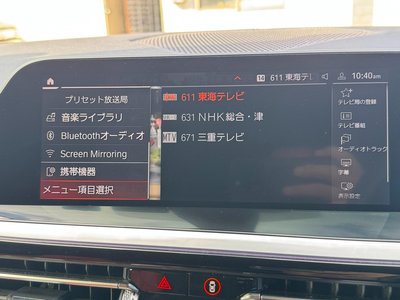 14 611 東海テレビ 10:40am
プリセット放送局
音楽ライブラリ
Bluetoothオーディオ
Screen Mirroring
携帯機器
メニュー項目選択
611 東海テレビ
631 ＮＨＫ総合・津
MTV 671 三重テレビ
テレビ局の登録
テレビ番組
オーディオトラック
字幕
表示設定